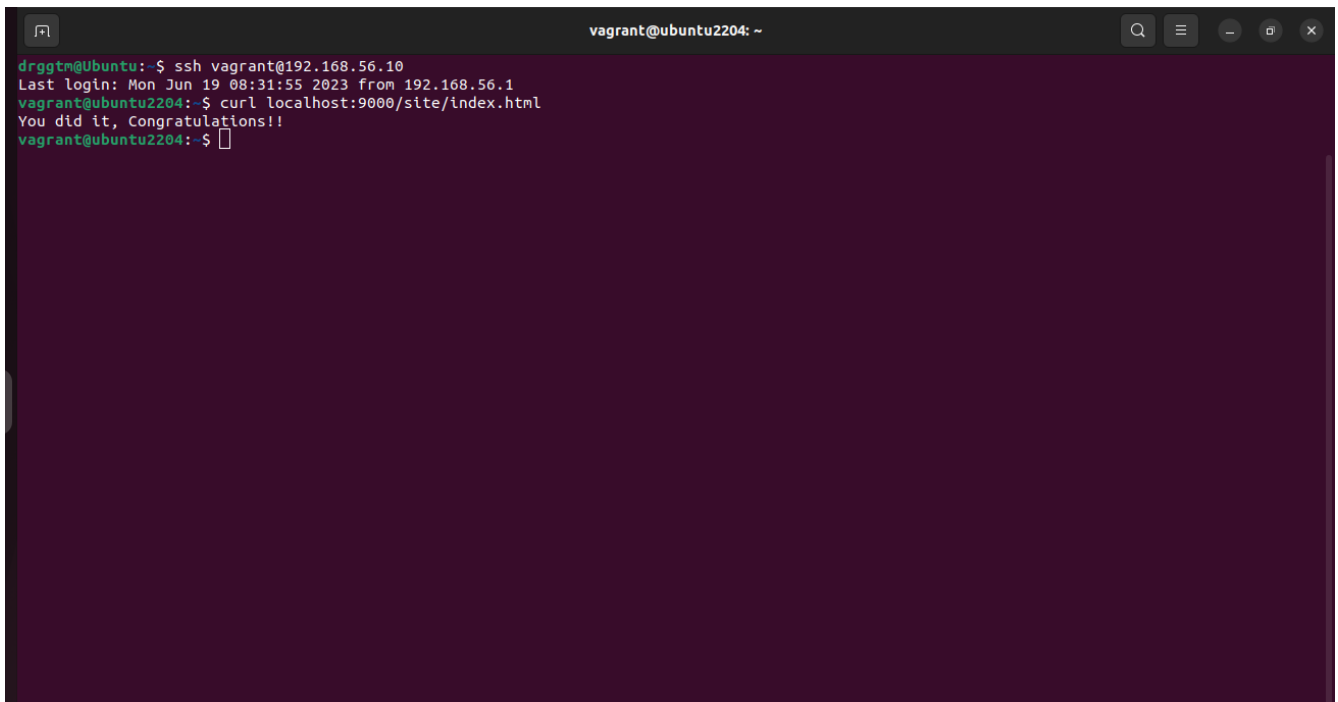 vagrant@ubuntu2204: ~
drggtm@Ubuntu:~$ ssh vagrant@192.168.56.10
Last login: Mon Jun 19 08:31:55 2023 from 192.168.56.1
vagrant@ubuntu2204:~$ curl localhost:9000/site/index.html
You did it, Congratulations!!
vagrant@ubuntu2204:~$